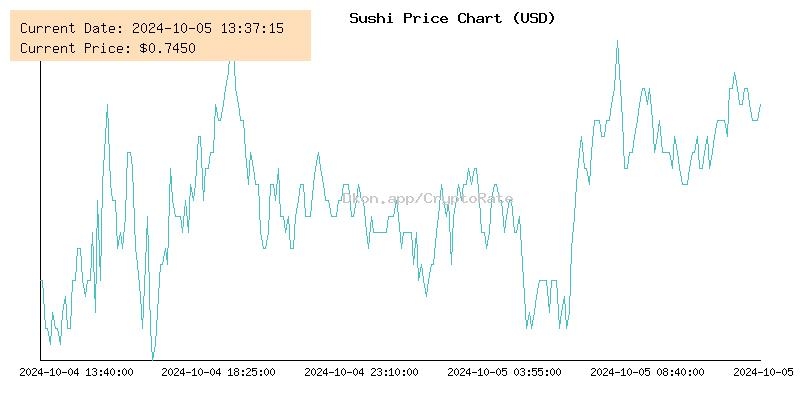 Sushi Price Chart (USD)
Current Date: 2024-10-05 13:37:15
Current Price: $0.7450
Dkon.app/CryptoRate
2024-10-04 13:40:00
2024-10-04 18:25:00
2024-10-04 23:10:00
2024-10-05 03:55:00
2024-10-05 08:40:00
2024-10-05